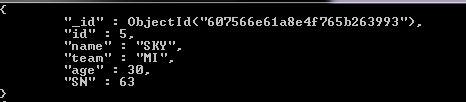 {
"_id" : ObjectId("607566e61a8e4f765b263993"),
"id" : 5,
"name" : "SKY",
"team" : "MI",
"age" : 30,
"SN" : 63
}